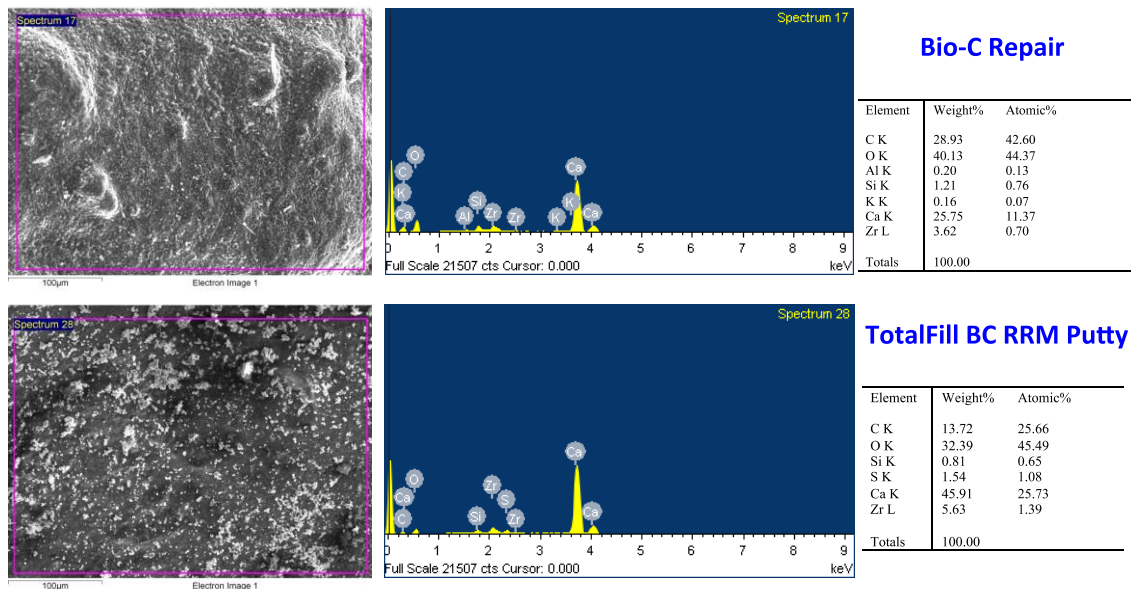 Spectrum 17
100µm
Electron Image 1
Spectrum 17
O
C
K
Ca
Al
Si
Zr
Zr
K
K
Ca
Ca
0 1 2 3 4 5 6 7 8 9
Full Scale 21507 cts Cursor: 0.000 keV
Bio-C Repair
Element Weight% Atomic%
C K 28.93 42.60
O K 40.13 44.37
Al K 0.20 0.13
Si K 1.21 0.76
K K 0.16 0.07
Ca K 25.75 11.37
Zr L 3.62 0.70
Totals 100.00
Spectrum 28
100µm
Electron Image 1
Spectrum 28
O
Ca
C
Si
Zr
S
Zr
Ca
Ca
0 1 2 3 4 5 6 7 8 9
Full Scale 21507 cts Cursor: 0.000 keV
TotalFill BC RRM Putty
Element Weight% Atomic%
C K 13.72 25.66
O K 32.39 45.49
Si K 0.81 0.65
S K 1.54 1.08
Ca K 45.91 25.73
Zr L 5.63 1.39
Totals 100.00